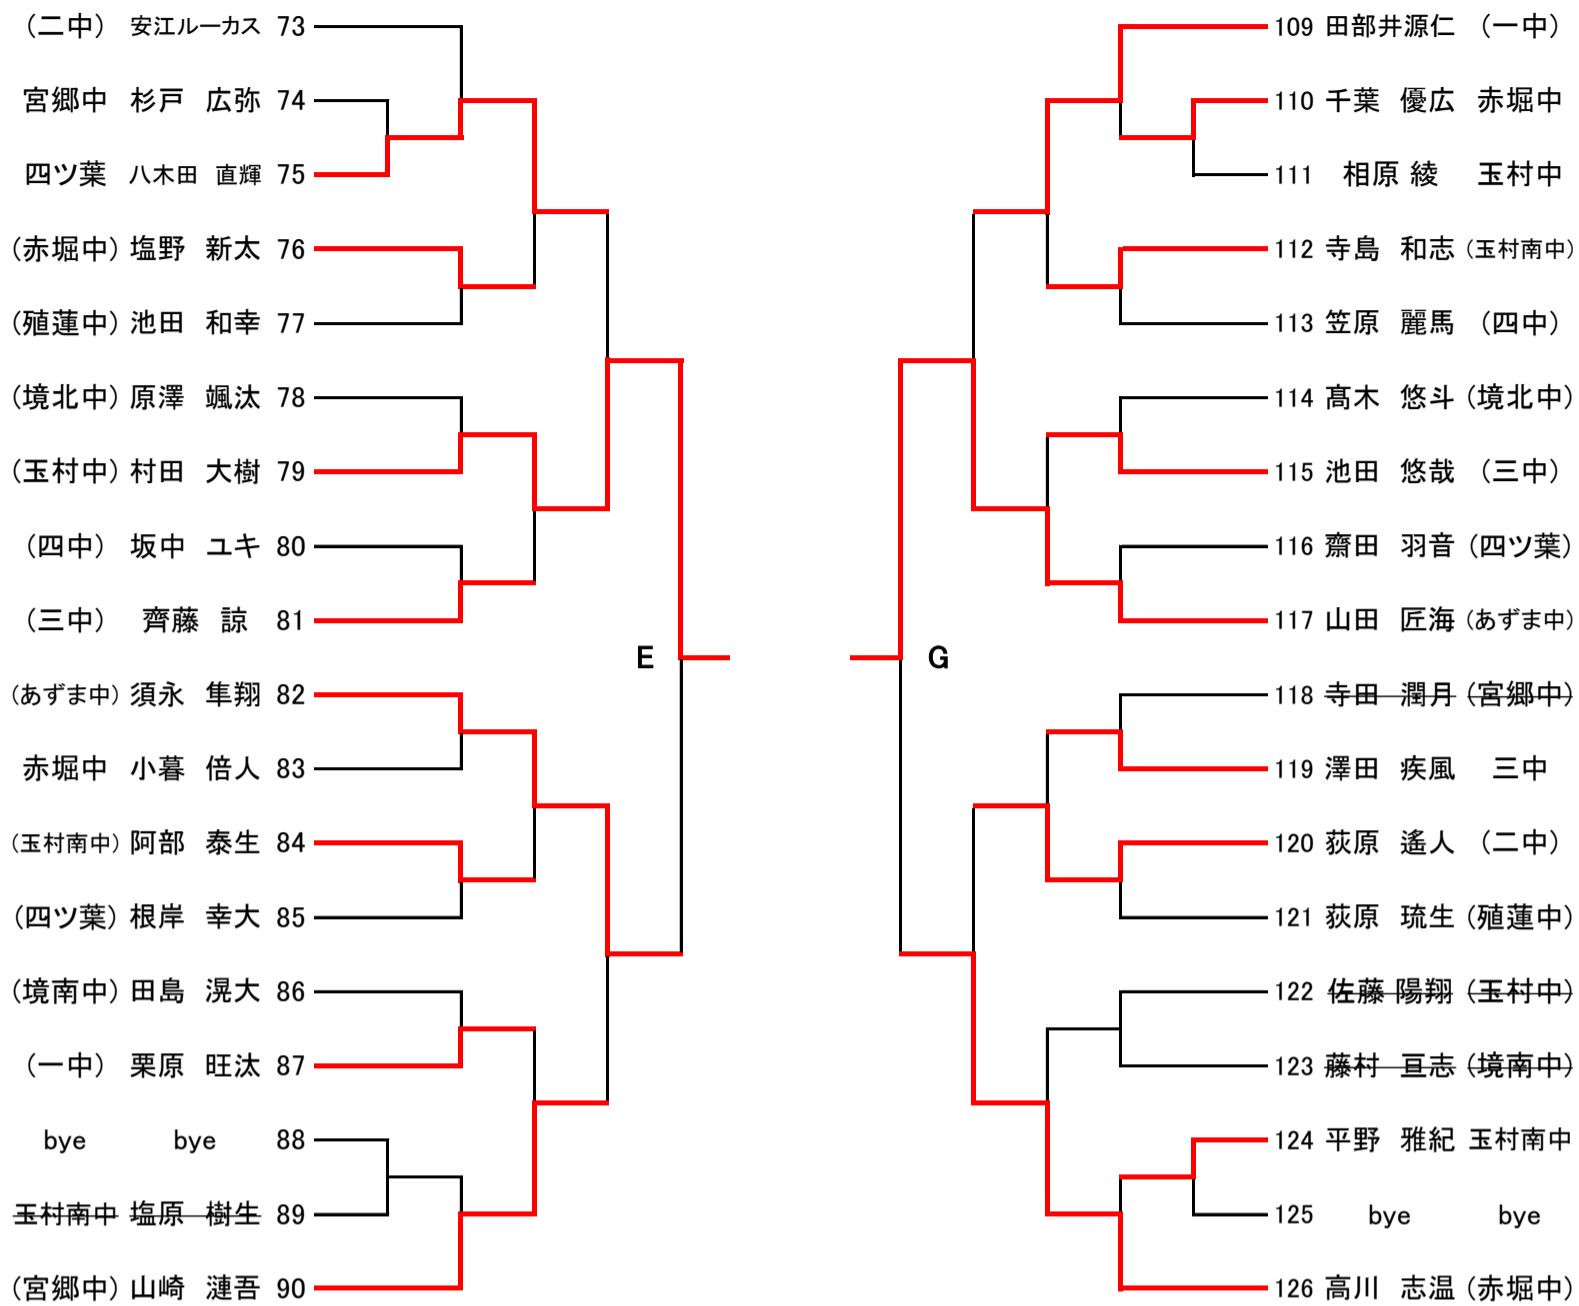 (二中) 安江ルーカス 73
宮郷中 杉戸 広弥 74
四ツ葉 八木田 直輝 75
(赤堀中) 塩野 新太 76
(殖蓮中) 池田 和幸 77
(境北中) 原澤 颯汰 78
(玉村中) 村田 大樹 79
(四中) 坂中 ユキ 80
(三中) 齊藤 諒 81
E
(あずま中) 須永 隼翔 82
赤堀中 小暮 倍人 83
(玉村南中) 阿部 泰生 84
(四ツ葉) 根岸 幸大 85
(境南中) 田島 滉大 86
(一中) 栗原 旺汰 87
bye bye 88
玉村南中 塩原 樹生 89
(宮郷中) 山崎 漣吾 90
109 田部井源仁 (一中)
110 千葉 優広 赤堀中
111 相原 綾 玉村中
112 寺島 和志 (玉村南中)
113 笠原 麗馬 (四中)
114 髙木 悠斗 (境北中)
115 池田 悠哉 (三中)
116 齋田 羽音 (四ツ葉)
117 山田 匠海 (あずま中)
G
118 寺田 潤月 (宮郷中)
119 澤田 疾風 三中
120 荻原 遙人 (二中)
121 荻原 琉生 (殖蓮中)
122 佐藤 陽翔 (玉村中)
123 藤村 亘志 (境南中)
124 平野 雅紀 玉村南中
125 bye bye
126 高川 志温 (赤堀中)